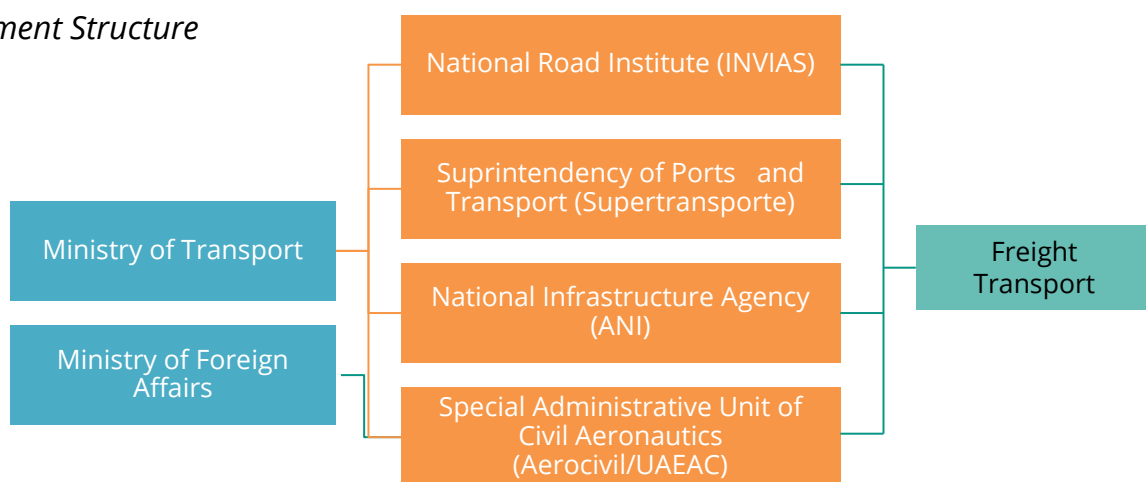 ment Structure
National Road Institute (INVIAS)
Suprintendency of Ports and
Transport (Supertransporte)
Ministry of Transport
Freight
Transport
National Infrastructure Agency
(ANI)
Ministry of Foreign
Affairs
Special Administrative Unit of
Civil Aeronautics
(Aerocivil/UAEAC)